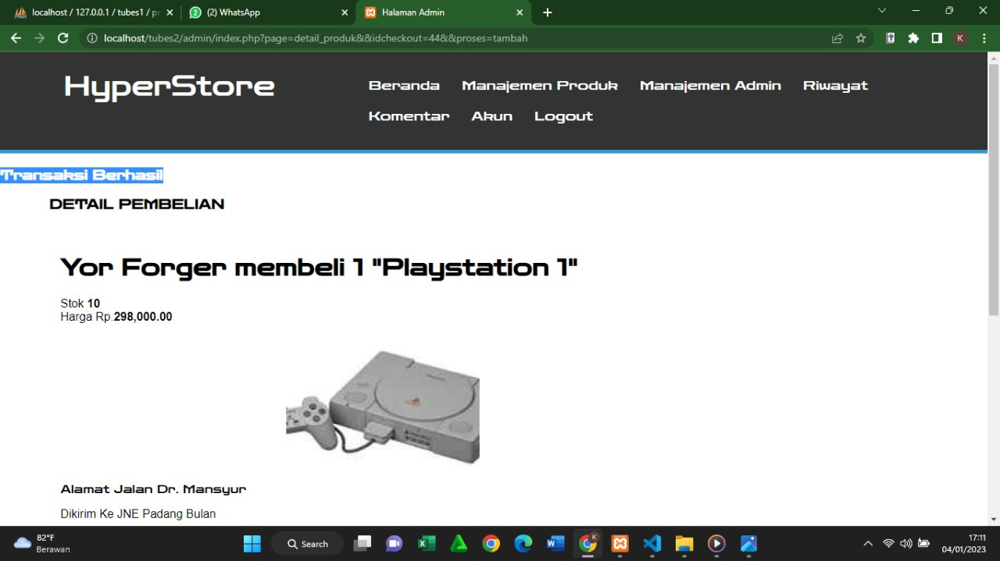 localhost / 127.0.0.1 / tubes1 / pe
(2) WhatsApp
Halaman Admin
localhost/tubes2/admin/index.php?page=detail_produk&&idcheckout=44&&proses=tambah
K
HyperStore
Beranda Manajemen Produk Manajemen Admin Riwayat
Komentar Akun Logout
Transaksi Berhasil
DETAIL PEMBELIAN
Yor Forger membeli 1 "Playstation 1"
Stok 10
Harga Rp.298,000.00
Alamat Jalan Dr. Mansyur
Dikirim Ke JNE Padang Bulan
82°F
Berawan
Search
17:11
04/01/2023